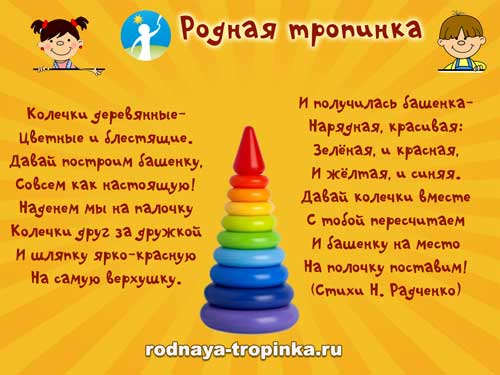 Родная тропинка
Колечки деревянные-
Цветные и блестящие.
Давай построим башенку,
Совсем как настоящую!
Наденем мы на палочку
Колечки друг за дружкой
И шляпку ярко-красную
На самую верхушку.
И получилась башенка-
Нарядная, красивая:
Зелёная, и красная,
И жёлтая, и синяя.
Давай колечки вместе
С тобой пересчитаем
И башенку на место
На полочку поставим!
(Стихи Н. Радченко)
rodnaya-tropinka.ru